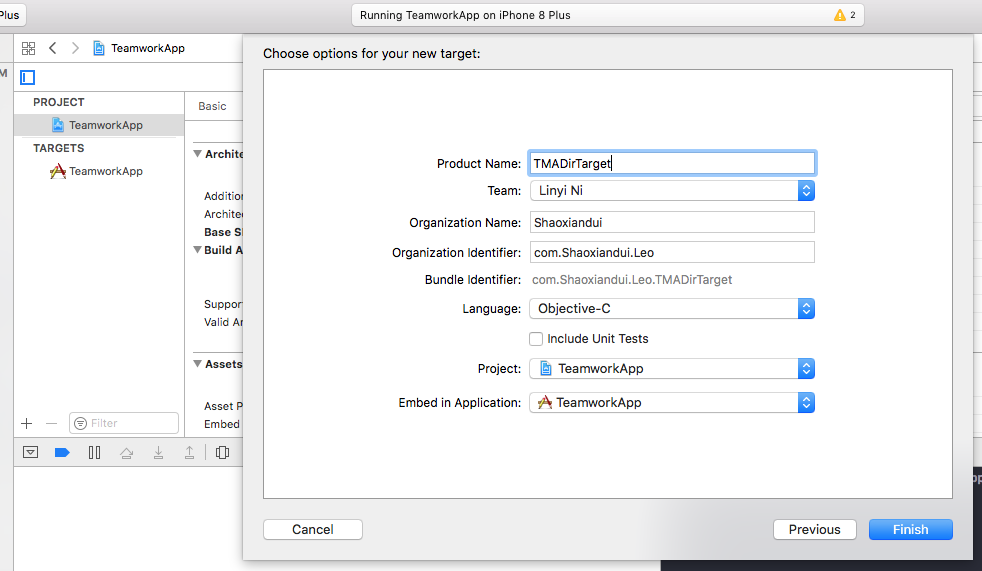 Plus
Running TeamworkApp on iPhone 8 Plus
2
TeamworkApp
M
PROJECT
TeamworkApp
TARGETS
TeamworkApp
Filter
Basic
Archite
Addition
Archite
Base S
Build A
Suppor
Valid Ar
Assets
Asset P
Embed
Choose options for your new target:
Product Name: TMADirTarget
Team: Linyi Ni
Organization Name: Shaoxiandui
Organization Identifier: com.Shaoxiandui.Leo
Bundle Identifier: com.Shaoxiandui.Leo.TMADirTarget
Language: Objective-C
Include Unit Tests
Project: TeamworkApp
Embed in Application: TeamworkApp
Cancel
Previous
Finish